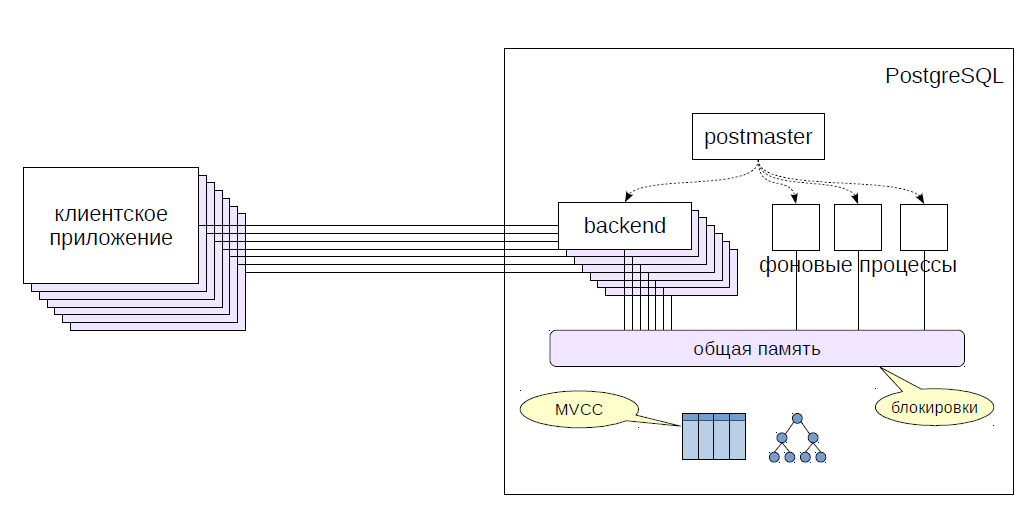 PostgreSQL
postmaster
клиентское
приложение
backend
фоновые процессы
общая память
MVCC
блокировки